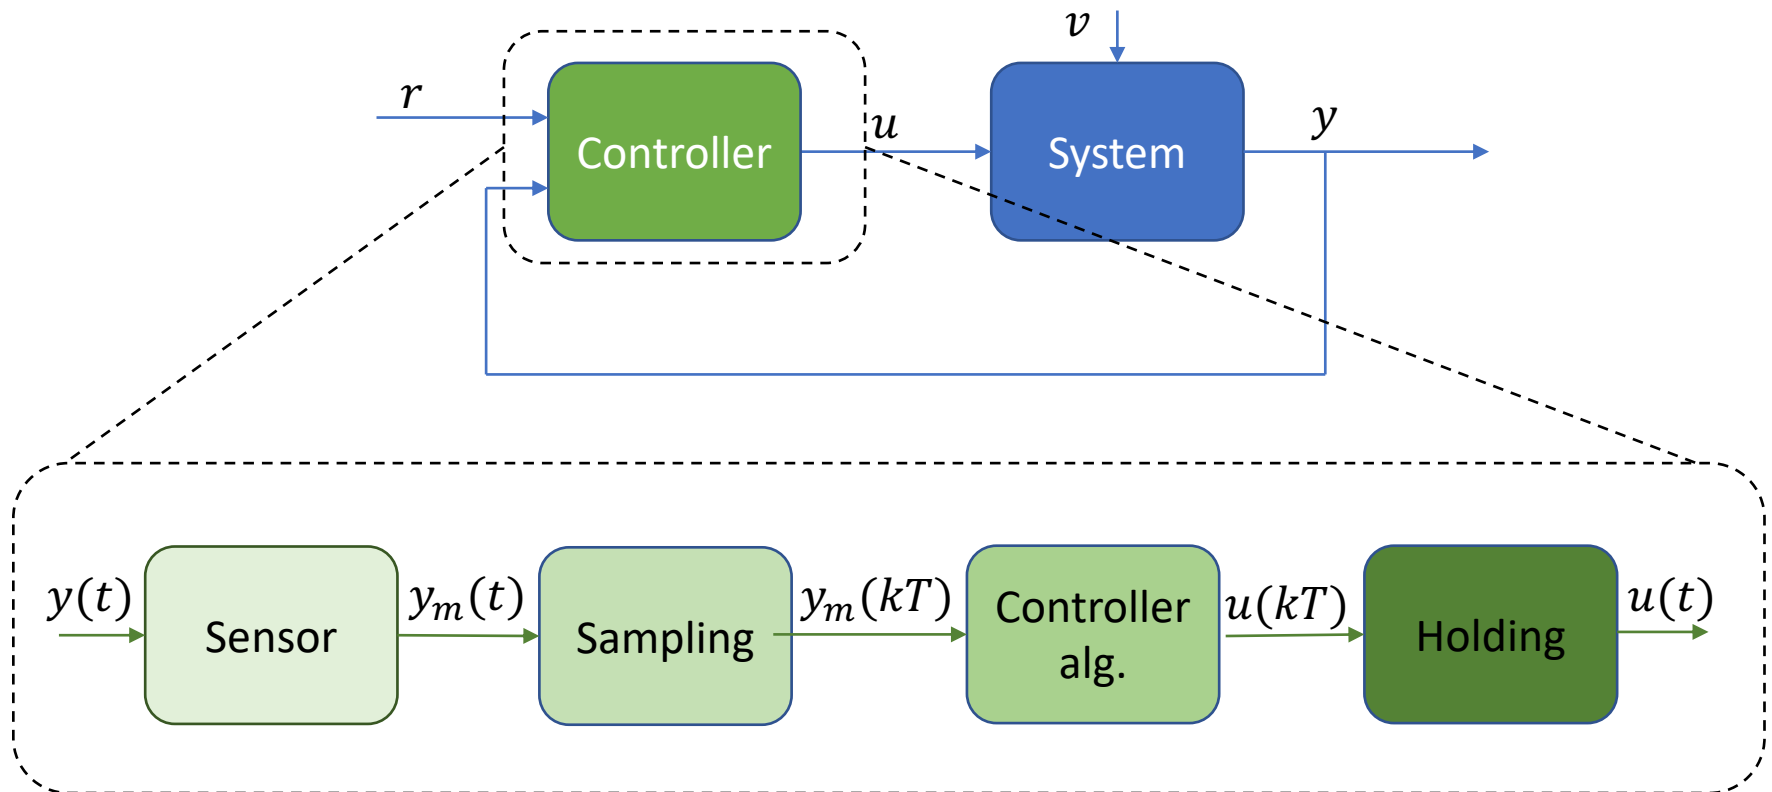 v
r
u
y
Controller
System
y(t)
y_m(t)
y_m(kT)
u(kT)
u(t)
Sensor
Sampling
Controller
alg.
Holding